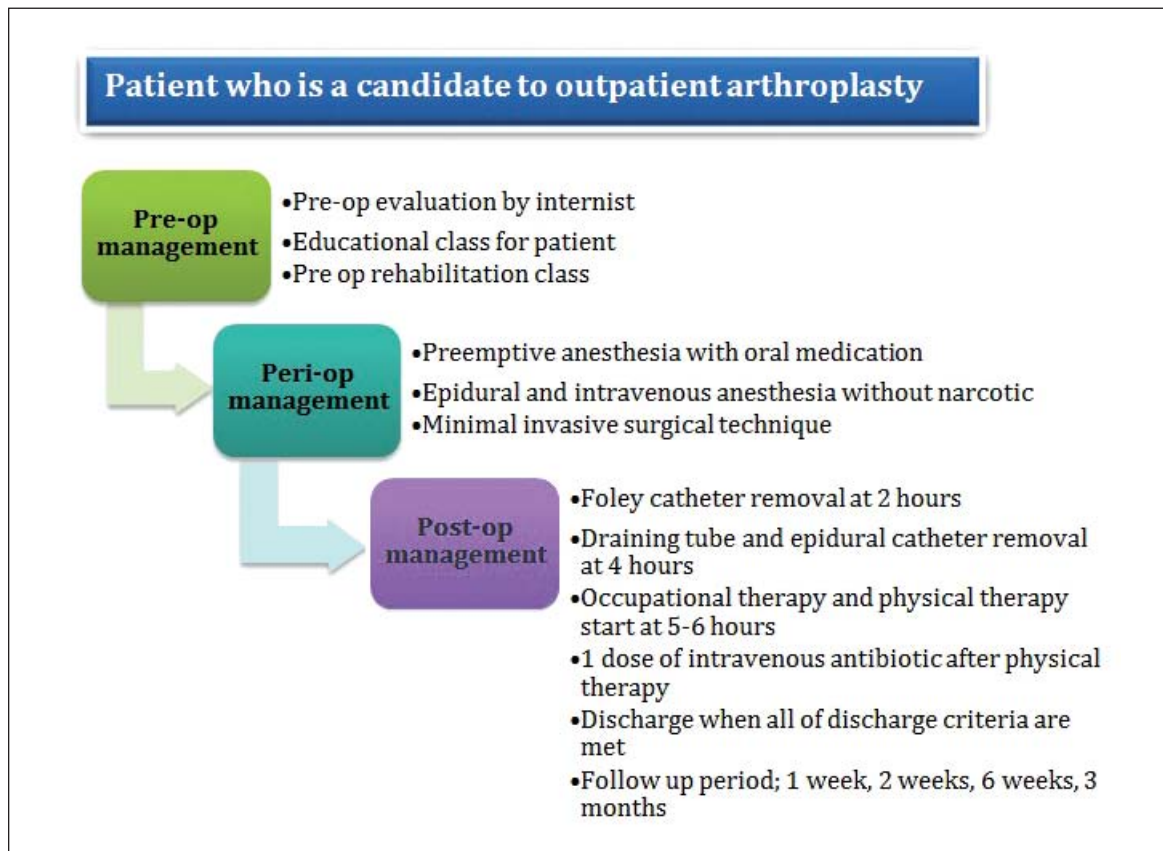 Patient who is a candidate to outpatient arthroplasty
Pre-op
management
•Pre-op evaluation by internist
•Educational class for patient
•Pre op rehabilitation class
Peri-op
management
•Preemptive anesthesia with oral medication
•Epidural and intravenous anesthesia without narcotic
•Minimal invasive surgical technique
Post-op
management
•Foley catheter removal at 2 hours
•Draining tube and epidural catheter removal
at 4 hours
•Occupational therapy and physical therapy
start at 5-6 hours
•1 dose of intravenous antibiotic after physical
therapy
•Discharge when all of discharge criteria are
met
•Follow up period; 1 week, 2 weeks, 6 weeks, 3
months